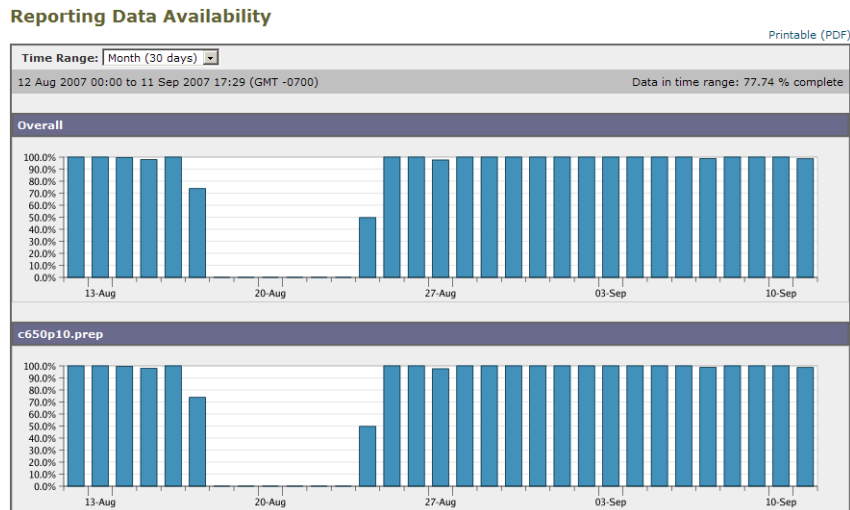 Reporting Data Availability
Printable (PDF)
Time Range: Month (30 days)
12 Aug 2007 00:00 to 11 Sep 2007 17:29 (GMT -0700) Data in time range: 77.74 % complete
Overall
100.0%
90.0%
80.0%
70.0%
60.0%
50.0%
40.0%
30.0%
20.0%
10.0%
0.0%
13-Aug 20-Aug 27-Aug 03-Sep 10-Sep
c650p10.prep
100.0%
90.0%
80.0%
70.0%
60.0%
50.0%
40.0%
30.0%
20.0%
10.0%
0.0%
13-Aug 20-Aug 27-Aug 03-Sep 10-Sep